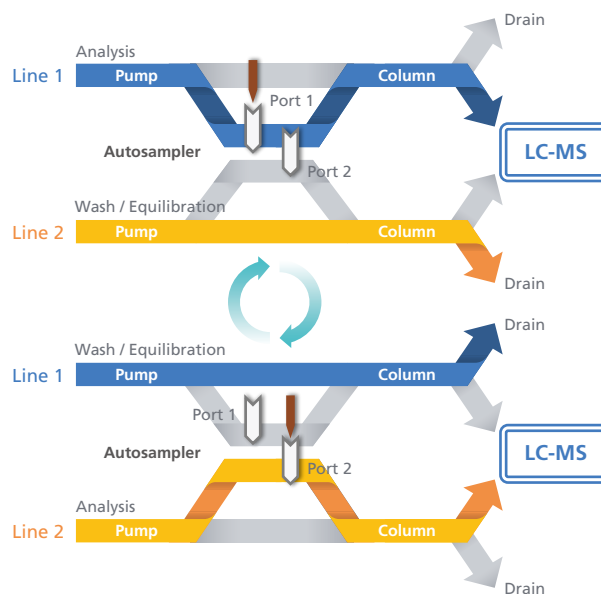 Drain
Analysis
Line 1
Pump
Column
Port 1
Autosampler
LC-MS
Port 2
Wash / Equilibration
Line 2
Pump
Column
Drain
Drain
Wash / Equilibration
Line 1
Pump
Column
Port 1
Autosampler
LC-MS
Port 2
Analysis
Line 2
Pump
Column
Drain